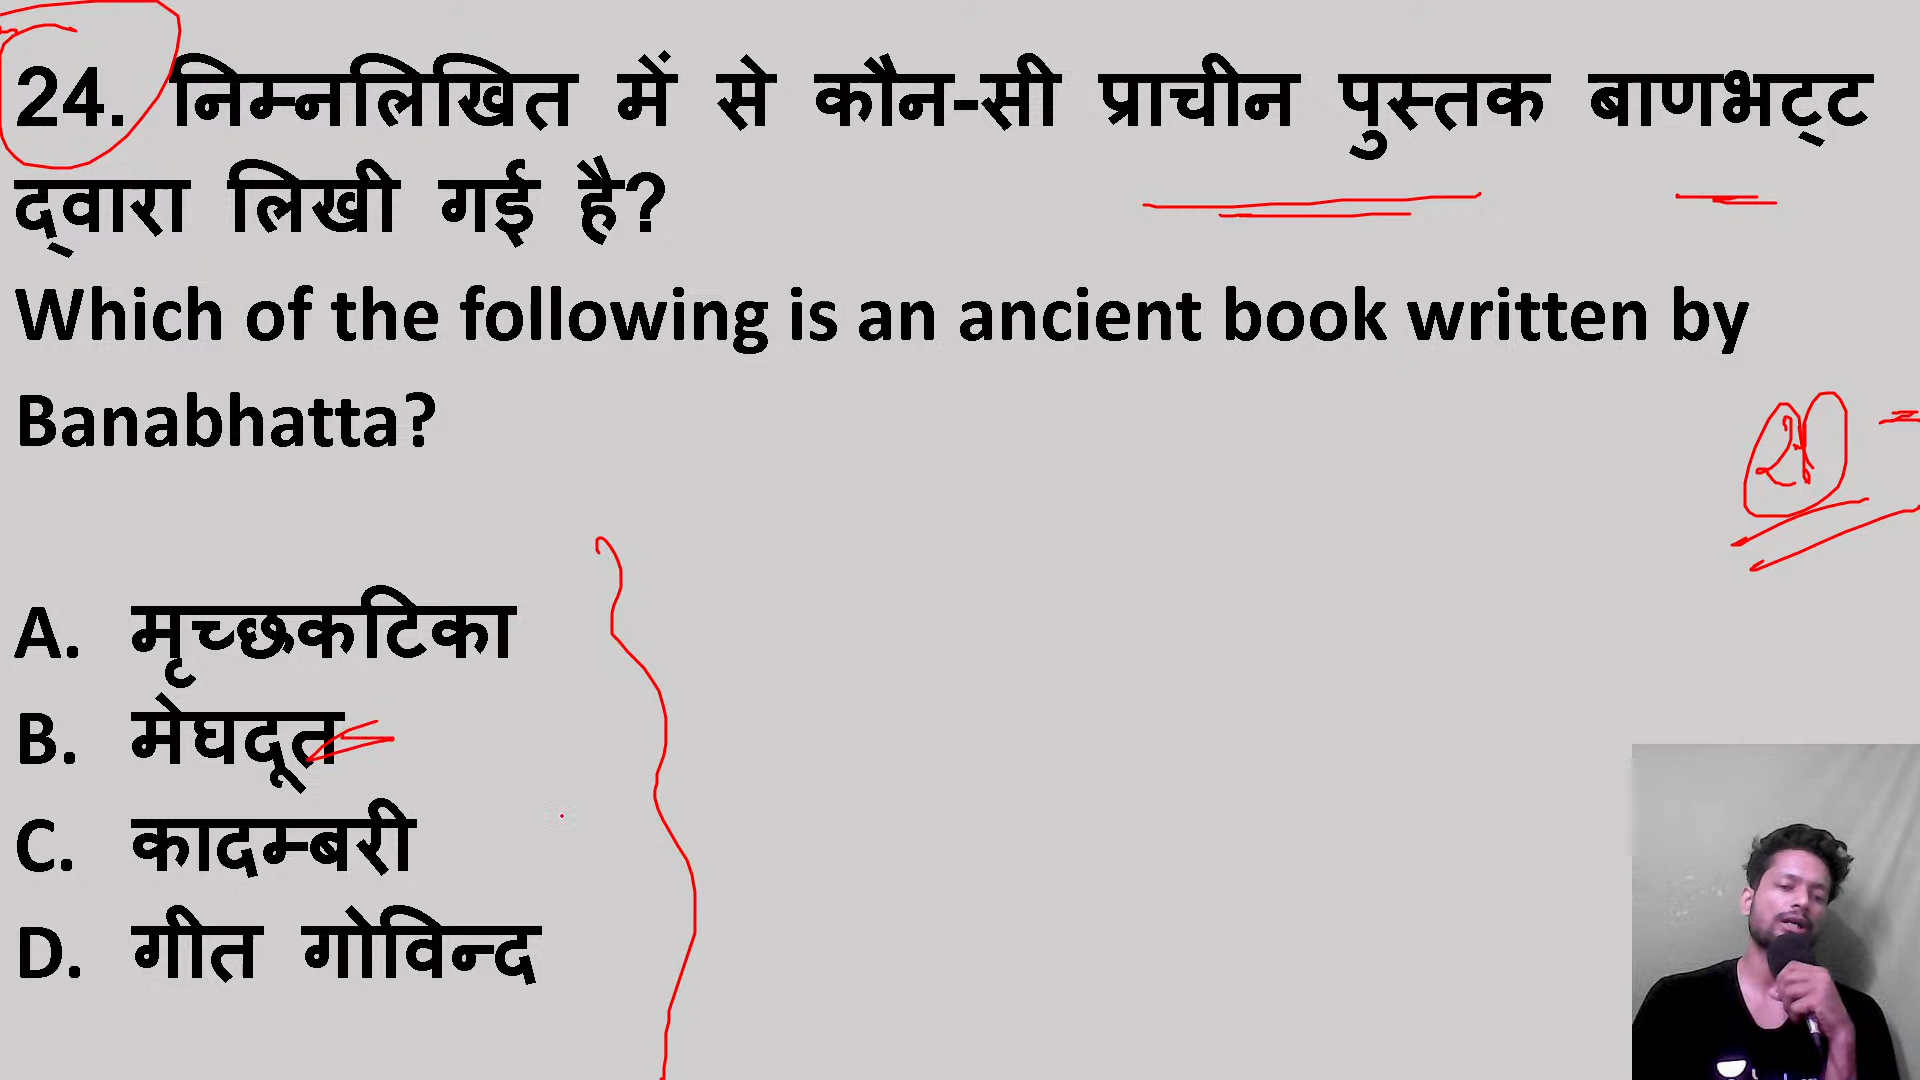 24. निम्नलिखित में से कौन-सी प्राचीन पुस्तक बाणभट्ट
द्वारा लिखी गई है?
Which of the following is an ancient book written by
Banabhatta?
A. मृच्छकटिका
B. मेघदूत
C. कादम्बरी
D. गीत गोविन्द